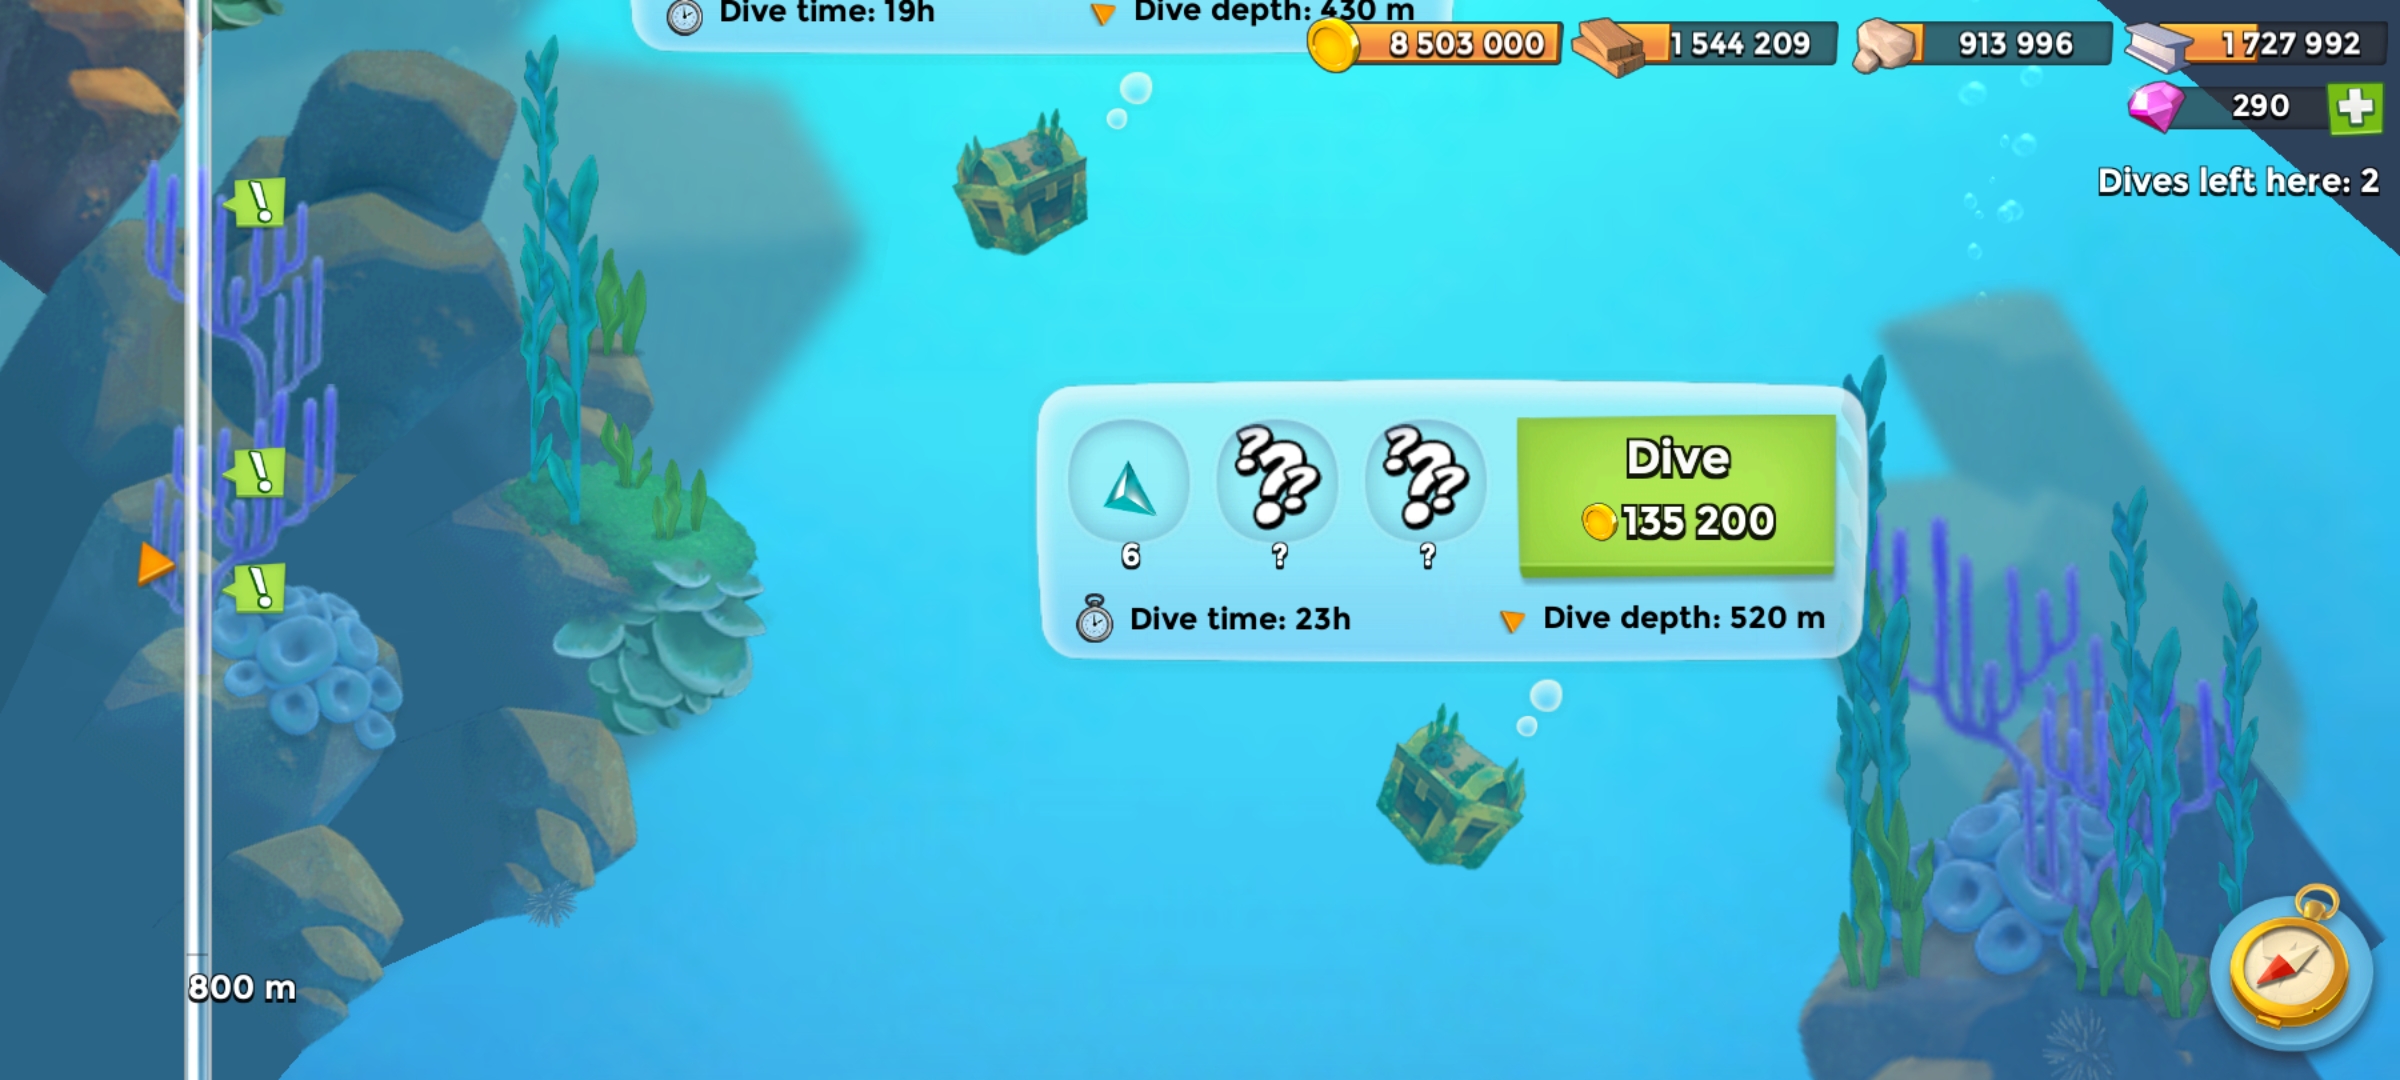 Dive time: 19h
Dive depth: 430 m
8 503 000
1 544 209
913 996
1 727 992
290
Dives left here: 2
!
!
!
6
???
?
???
?
Dive
135 200
Dive time: 23h
Dive depth: 520 m
800 m